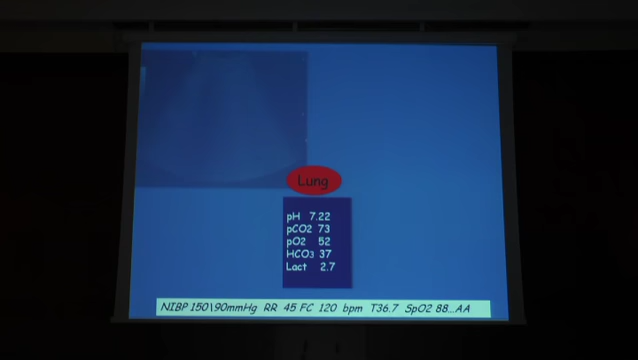 Lung
pH 7.22
pCO2 73
pO2 52
HCO3 37
Lact 2.7
NIBP 150\90mmHg RR 45 FC 120 bpm T36.7 SpO2 88...AA